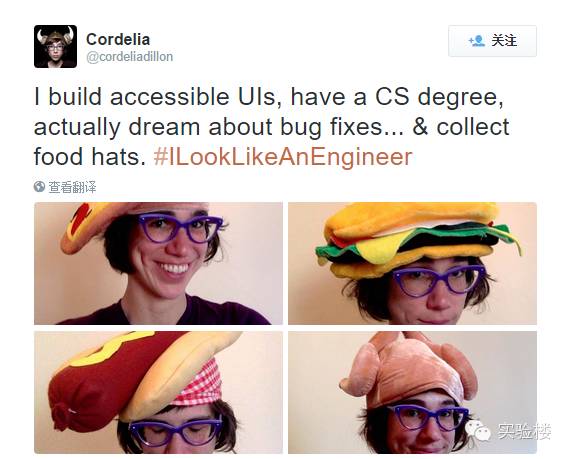 Cordelia
@cordeliadillon
关注
I build accessible UIs, have a CS degree,
actually dream about bug fixes... & collect
food hats. #ILookLikeAnEngineer
查看翻译
实验楼